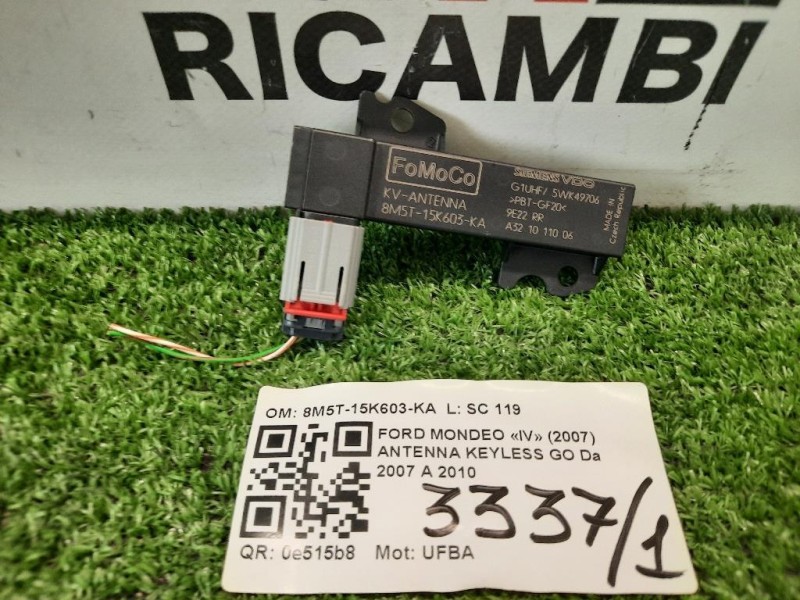 RICAMBI
FoMoCo
KV-ANTENNA
8M5T-15K603-KA
SIEMENS VDO
G1UHF/ 5WK49706
>PBT-GF20<
9E22 RR
A32 10 110 06
MADE IN
Czech Republic
OM: 8M5T-15K603-KA L: SC 119
FORD MONDEO «IV» (2007)
ANTENNA KEYLESS GO Da
2007 A 2010
3337/1
QR: 0e515b8 Mot: UFBA